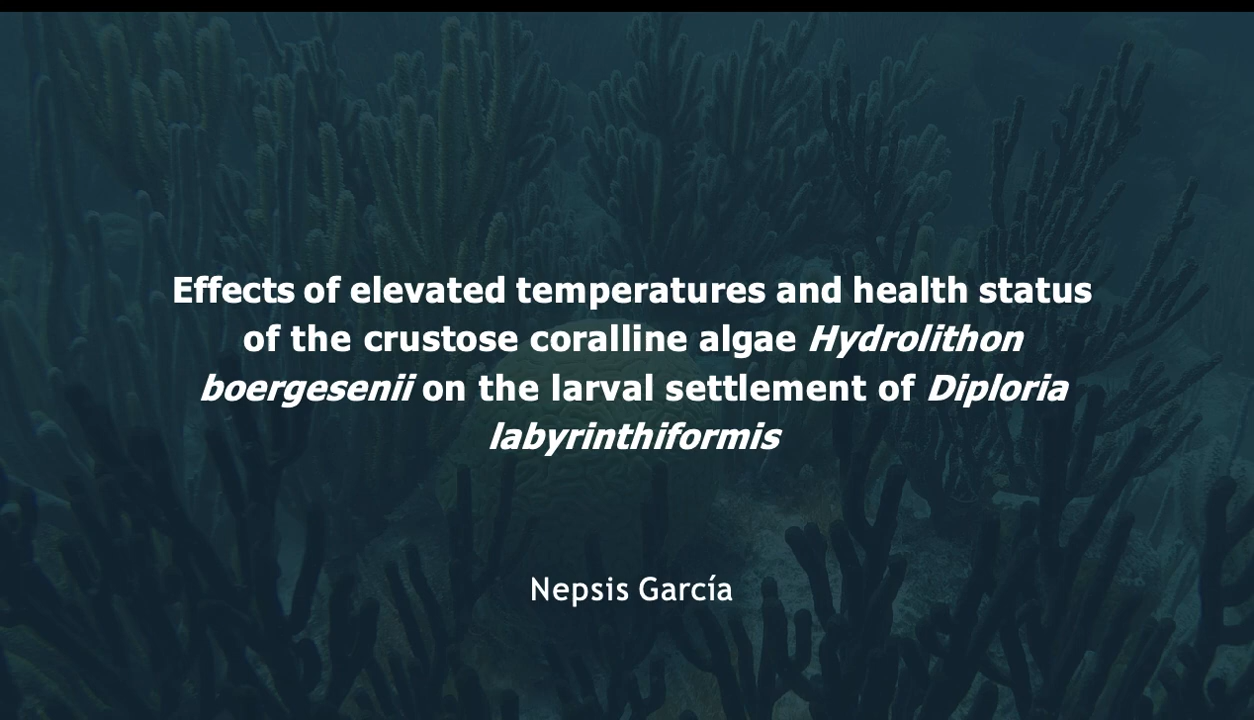 Effects of elevated temperatures and health status
of the crustose coralline algae Hydrolithon
boergesenii on the larval settlement of Diploria
labyrinthiformis
Nepsis García